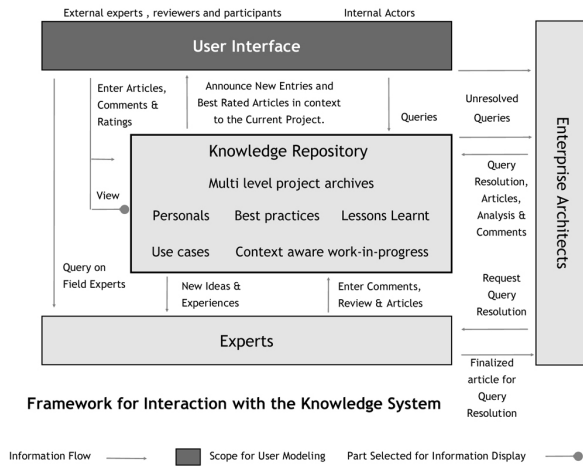 External experts , reviewers and participants
Internal Actors
User Interface
Enter Articles,
Comments &
Ratings
Announce New Entries and
Best Rated Articles in context
to the Current Project.
Queries
Unresolved
Queries
Knowledge Repository
Multi level project archives
Personals Best practices Lessons Learnt
Use cases Context aware work-in-progress
View
Query
Resolution,
Articles,
Analysis &
Comments
Enterprise Architects
Query on
Field Experts
New Ideas &
Experiences
Enter Comments,
Review & Articles
Request
Query
Resolution
Experts
Finalized
article for
Query
Resolution
Framework for Interaction with the Knowledge System
Information Flow
Scope for User Modeling
Part Selected for Information Display